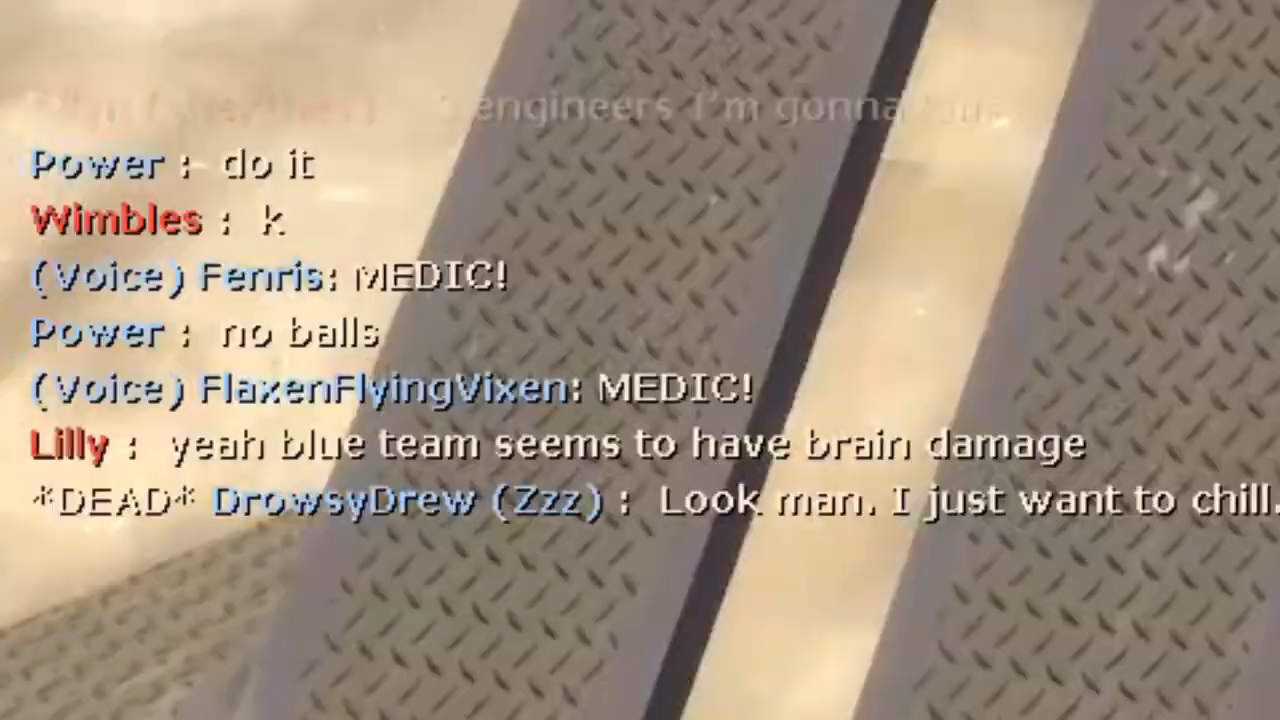 engineers I'm gonna
Power :  do it
Wimbles :  k
(Voice) Fenris: MEDIC!
Power :  no balls
(Voice) FlaxenFlyingVixen: MEDIC!
Lilly :  yeah blue team seems to have brain damage
*DEAD* DrowsyDrew (Zzz) :  Look man. I just want to chill.